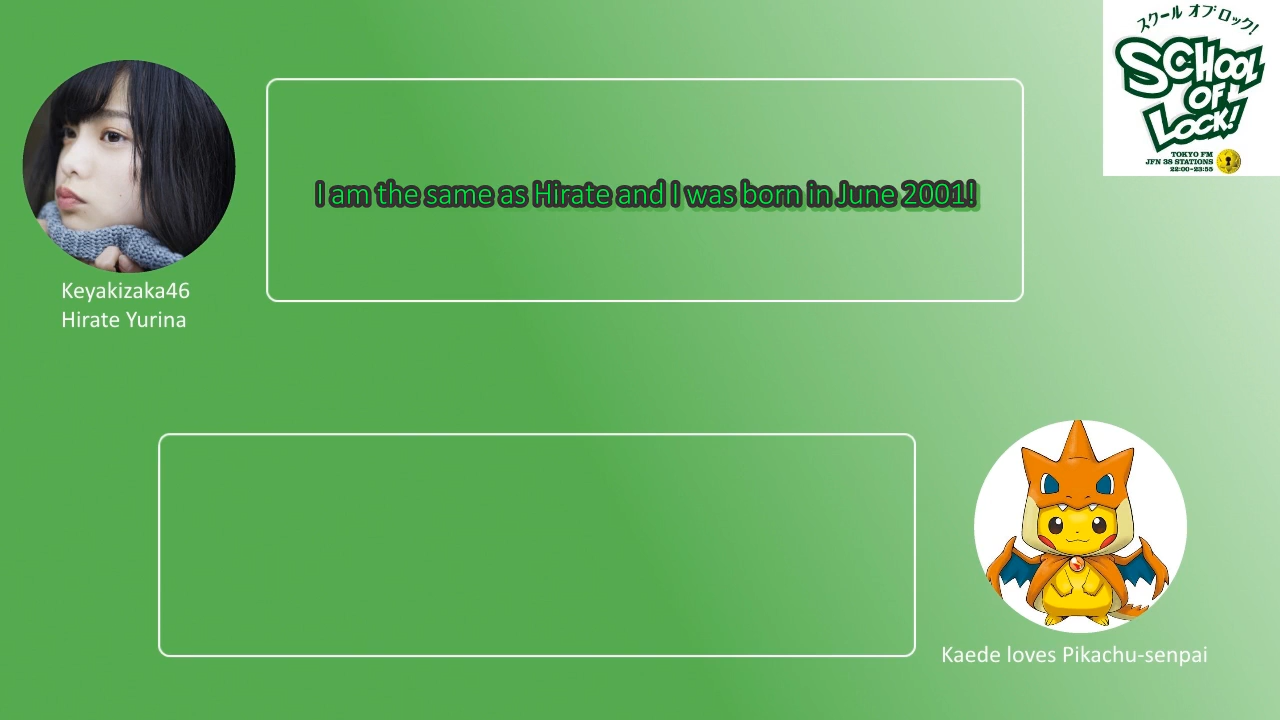 スクール オブ ロック!
SCHOOL
OF
LOCK!
TOKYO FM
JFN 38 STATIONS
22:00-23:55
I am the same as Hirate and I was born in June 2001!
Keyakizaka46
Hirate Yurina
Kaede loves Pikachu-senpai